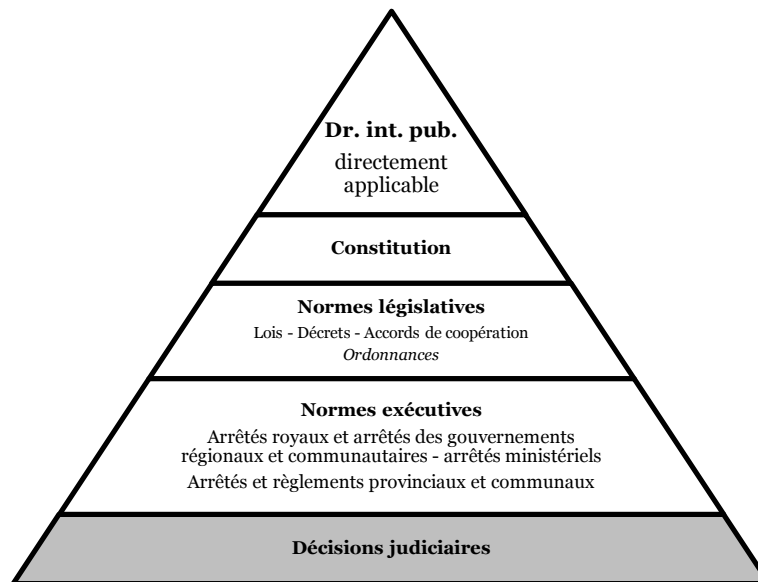 Dr. int. pub.
directement
applicable
Constitution
Normes législatives
Lois - Décrets - Accords de coopération
Ordonnances
Normes exécutives
Arrêtés royaux et arrêtés des gouvernements
régionaux et communautaires - arrêtés ministériels
Arrêtés et règlements provinciaux et communaux
Décisions judiciaires